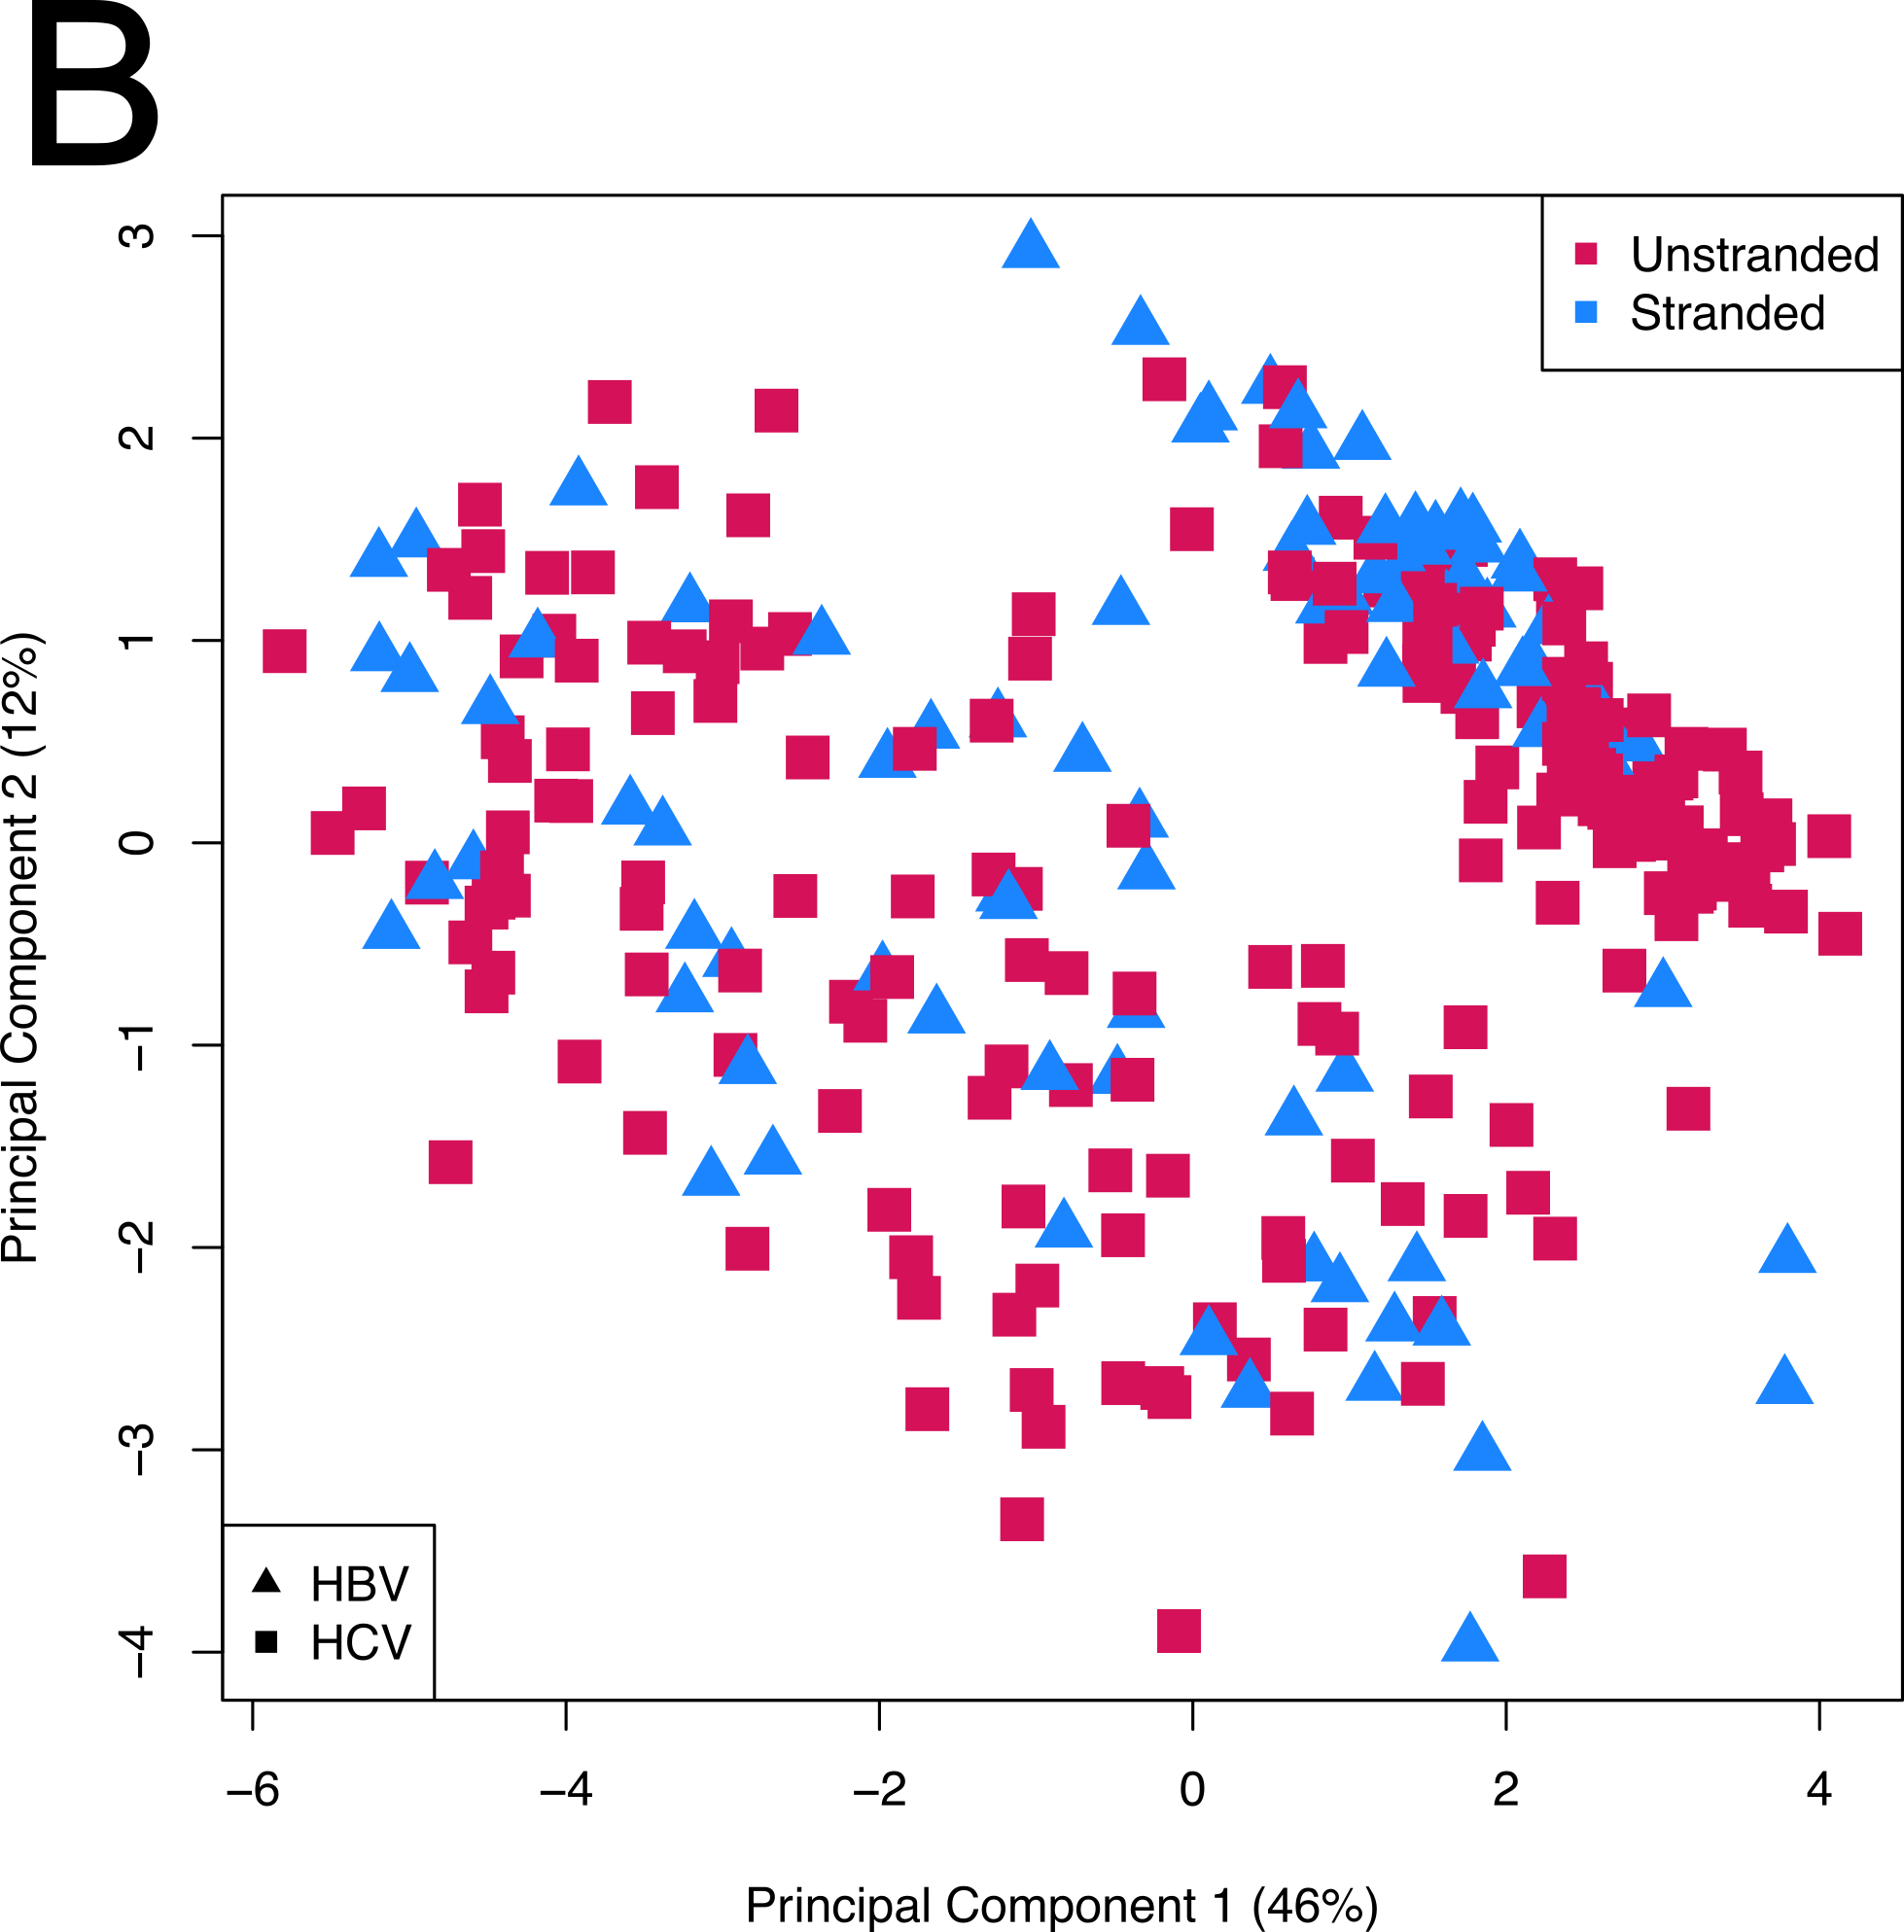 B
Unstranded
Stranded
3
2
1
0
−1
−2
−3
−4
Principal Component 2 (12%)
HBV
HCV
−6 −4 −2 0 2 4
Principal Component 1 (46%)